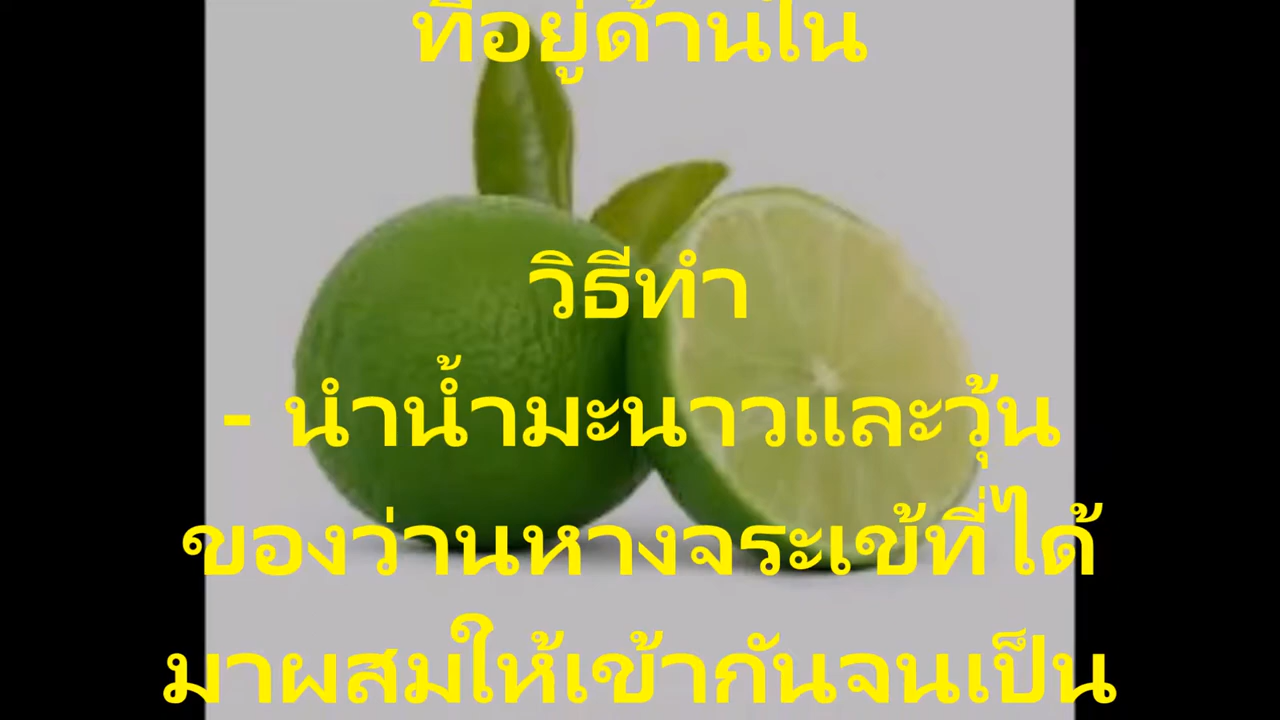 ที่อยู่ด้านใน
วิธีทำ
- นำน้ำมะนาวและวุ้น
ของว่านหางจระเข้ที่ได้
มาผสมให้เข้ากันจนเป็น